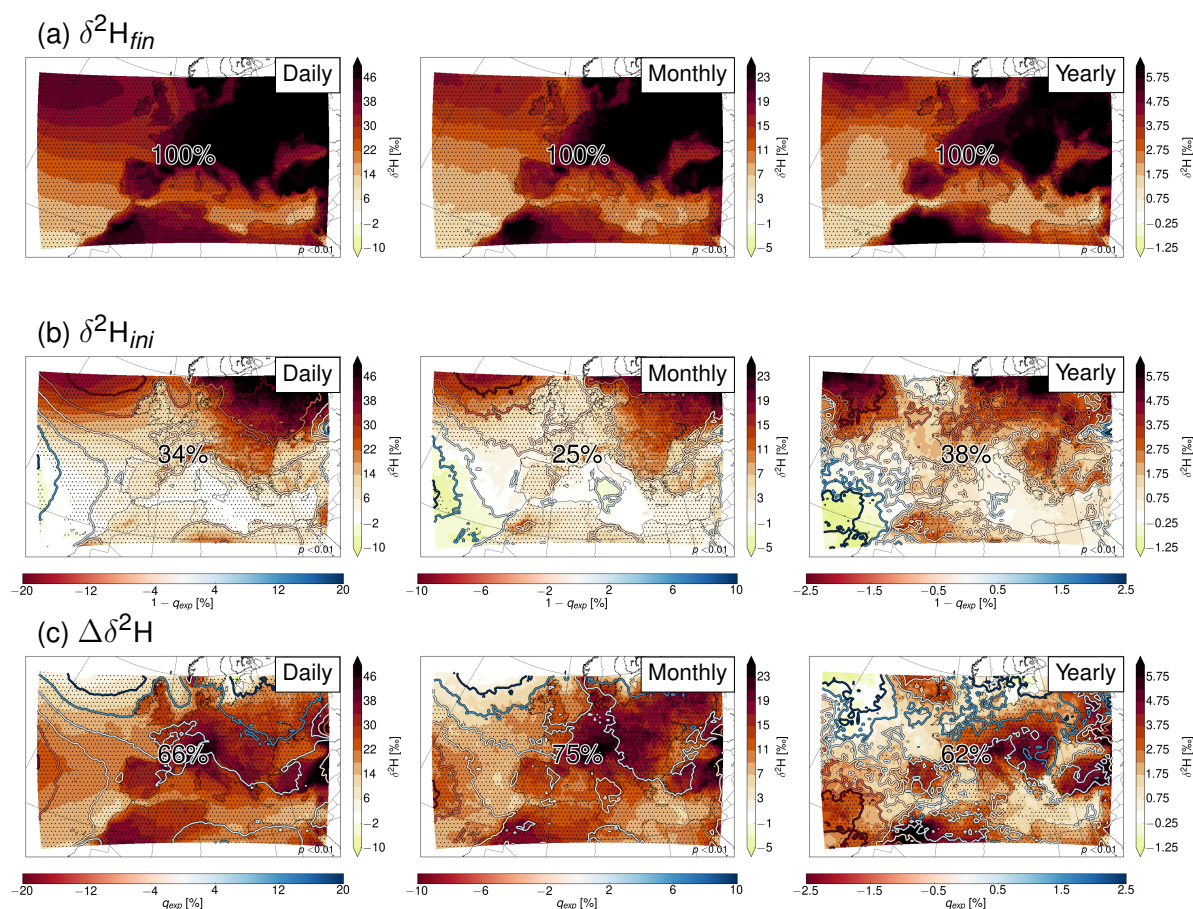 (a) δ²H_fin
Daily
46
38
30
22
14
6
−2
−10
δ²H [‰]
100%
p <0.01
Monthly
23
19
15
11
7
3
−1
−5
δ²H [‰]
100%
p <0.01
Yearly
5.75
4.75
3.75
2.75
1.75
0.75
−0.25
−1.25
δ²H [‰]
100%
p <0.01
(b) δ²H_ini
Daily
46
38
30
22
14
6
−2
−10
δ²H [‰]
34%
p <0.01
−20 −12 −4 4 12 20
1 − q_exp [%]
Monthly
23
19
15
11
7
3
−1
−5
δ²H [‰]
25%
p <0.01
−10 −6 −2 2 6 10
1 − q_exp [%]
Yearly
5.75
4.75
3.75
2.75
1.75
0.75
−0.25
−1.25
δ²H [‰]
38%
p <0.01
−2.5 −1.5 −0.5 0.5 1.5 2.5
1 − q_exp [%]
(c) Δδ²H
Daily
46
38
30
22
14
6
−2
−10
δ²H [‰]
66%
p <0.01
−20 −12 −4 4 12 20
q_exp [%]
Monthly
23
19
15
11
7
3
−1
−5
δ²H [‰]
75%
p <0.01
−10 −6 −2 2 6 10
q_exp [%]
Yearly
5.75
4.75
3.75
2.75
1.75
0.75
−0.25
−1.25
δ²H [‰]
62%
p <0.01
−2.5 −1.5 −0.5 0.5 1.5 2.5
q_exp [%]